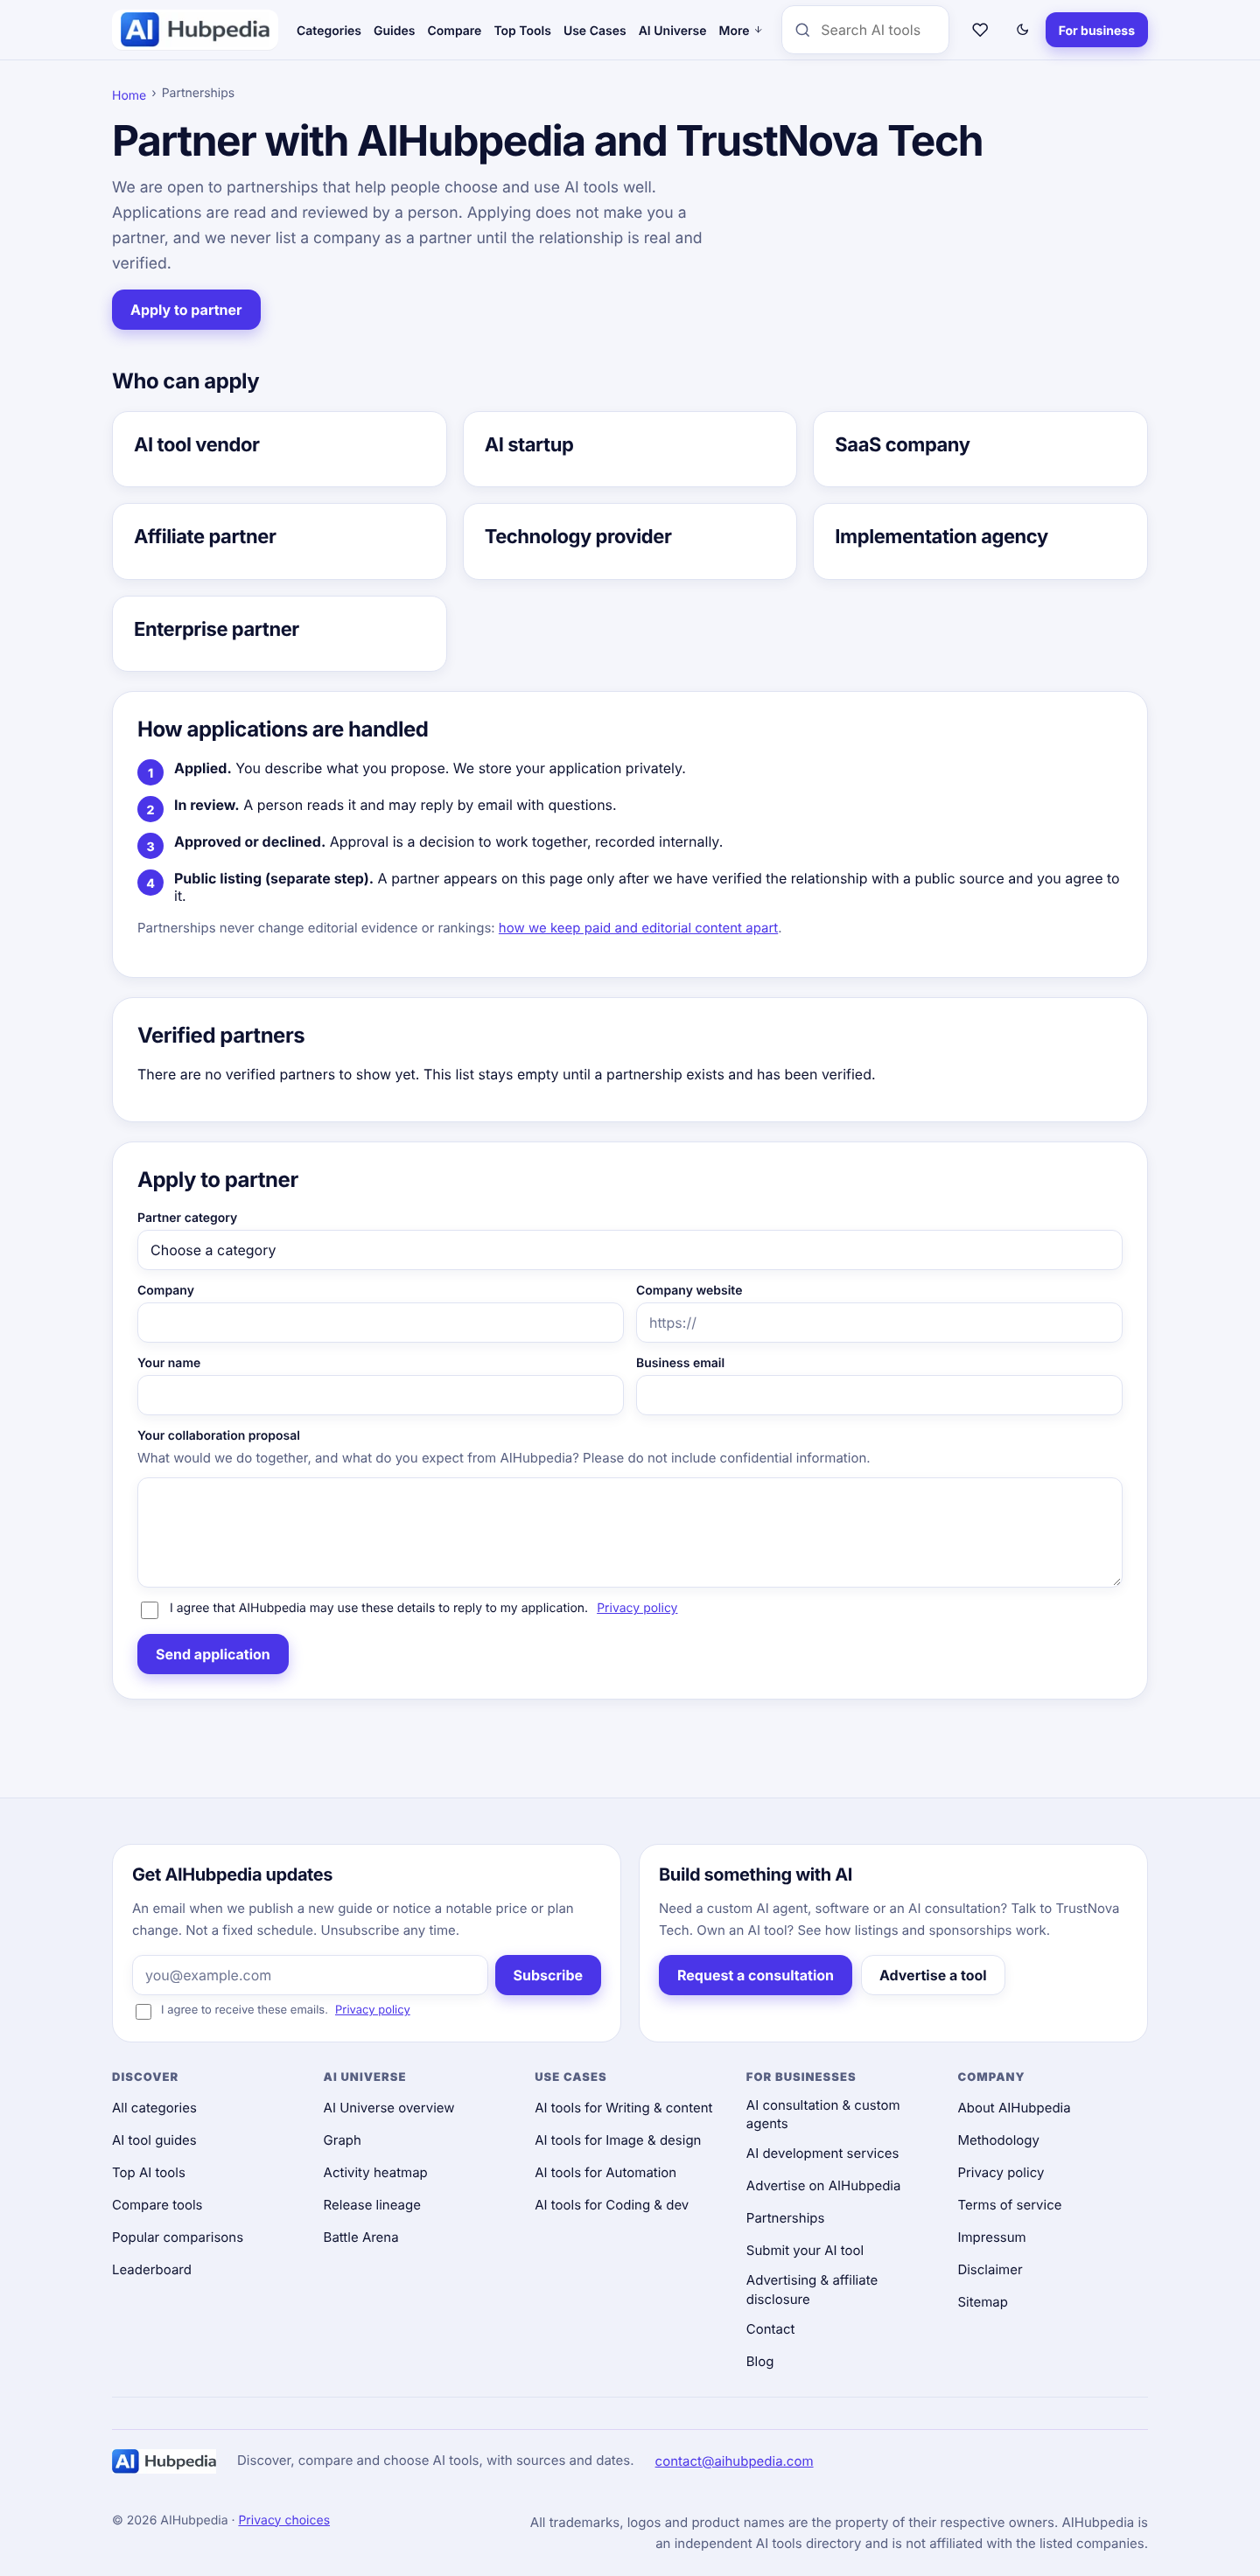 AI Hubpedia
Categories Guides Compare Top Tools Use Cases AI Universe More ↓ Search AI tools For business
Home › Partnerships
Partner with AIHubpedia and TrustNova Tech
We are open to partnerships that help people choose and use AI tools well.
Applications are read and reviewed by a person. Applying does not make you a
partner, and we never list a company as a partner until the relationship is real and
verified.
Apply to partner
Who can apply
AI tool vendor AI startup SaaS company
Affiliate partner Technology provider Implementation agency
Enterprise partner
How applications are handled
1 Applied. You describe what you propose. We store your application privately.
2 In review. A person reads it and may reply by email with questions.
3 Approved or declined. Approval is a decision to work together, recorded internally.
4 Public listing (separate step). A partner appears on this page only after we have verified the relationship with a public source and you agree to
it.
Partnerships never change editorial evidence or rankings: how we keep paid and editorial content apart.
Verified partners
There are no verified partners to show yet. This list stays empty until a partnership exists and has been verified.
Apply to partner
Partner category
Choose a category
Company Company website
https://
Your name Business email
Your collaboration proposal
What would we do together, and what do you expect from AIHubpedia? Please do not include confidential information.
I agree that AIHubpedia may use these details to reply to my application. Privacy policy
Send application
Get AIHubpedia updates
An email when we publish a new guide or notice a notable price or plan
change. Not a fixed schedule. Unsubscribe any time.
you@example.com Subscribe
I agree to receive these emails. Privacy policy
Build something with AI
Need a custom AI agent, software or an AI consultation? Talk to TrustNova
Tech. Own an AI tool? See how listings and sponsorships work.
Request a consultation Advertise a tool
DISCOVER
All categories
AI tool guides
Top AI tools
Compare tools
Popular comparisons
Leaderboard
AI UNIVERSE
AI Universe overview
Graph
Activity heatmap
Release lineage
Battle Arena
USE CASES
AI tools for Writing & content
AI tools for Image & design
AI tools for Automation
AI tools for Coding & dev
FOR BUSINESSES
AI consultation & custom
agents
AI development services
Advertise on AIHubpedia
Partnerships
Submit your AI tool
Advertising & affiliate
disclosure
Contact
Blog
COMPANY
About AIHubpedia
Methodology
Privacy policy
Terms of service
Impressum
Disclaimer
Sitemap
AI Hubpedia Discover, compare and choose AI tools, with sources and dates. contact@aihubpedia.com
© 2026 AIHubpedia · Privacy choices
All trademarks, logos and product names are the property of their respective owners. AIHubpedia is
an independent AI tools directory and is not affiliated with the listed companies.